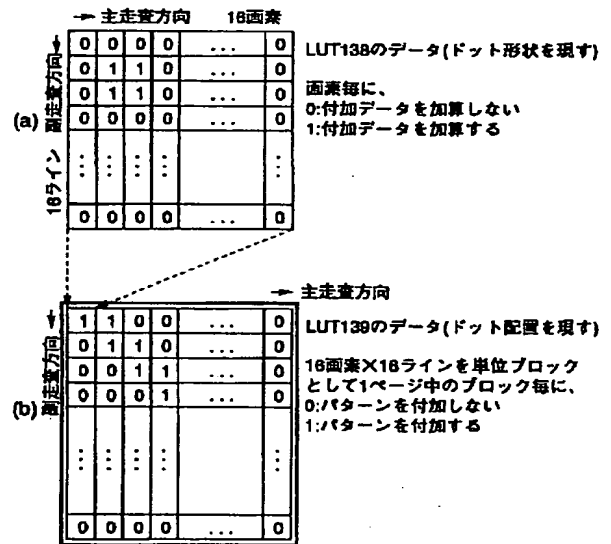 → 主走査方向 16画素
(a)
副走査方向
16ライン
0 0 0 0 ... 0
0 1 1 0 ... 0
0 1 1 0 ... 0
0 0 0 0 ... 0
⋮ ⋮ ⋮ ⋮ ⋮
0 0 0 0 ... 0
LUT138のデータ(ドット形状を現す)
画素毎に、
0:付加データを加算しない
1:付加データを加算する
→ 主走査方向
(b)
副走査方向
1 1 0 0 ... 0
0 1 1 0 ... 0
0 0 1 1 ... 0
0 0 0 1 ... 0
⋮ ⋮ ⋮ ⋮ ⋮
0 0 0 0 ... 0
LUT139のデータ(ドット配置を現す)
16画素×16ラインを単位ブロック
として1ページ中のブロック毎に、
0:パターンを付加しない
1:パターンを付加する